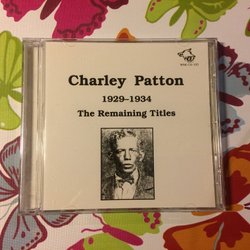 Charley Patton
1929-1934
The Remaining Titles